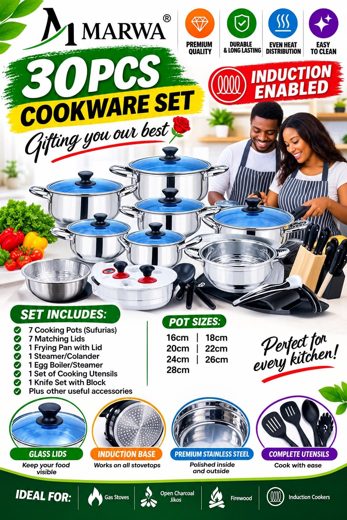 MARWA®
PREMIUM QUALITY
DURABLE & LONG LASTING
EVEN HEAT DISTRIBUTION
EASY TO CLEAN
30PCS
COOKWARE SET
INDUCTION
ENABLED
Gifting you our best
SET INCLUDES:
7 Cooking Pots (Sufurias)
7 Matching Lids
1 Frying Pan with Lid
1 Steamer/Colander
1 Egg Boiler/Steamer
1 Set of Cooking Utensils
1 Knife Set with Block
Plus other useful accessories
POT SIZES:
16cm | 18cm
20cm | 22cm
24cm | 26cm
28cm
Perfect for
every kitchen!
GLASS LIDS
Keep your food
visible
INDUCTION BASE
Works on all stovetops
PREMIUM STAINLESS STEEL
Polished inside
and outside
COMPLETE UTENSILS
Cook with ease
IDEAL FOR:
Gas Stoves
Open Charcoal
Jikos
Firewood
Induction Cookers